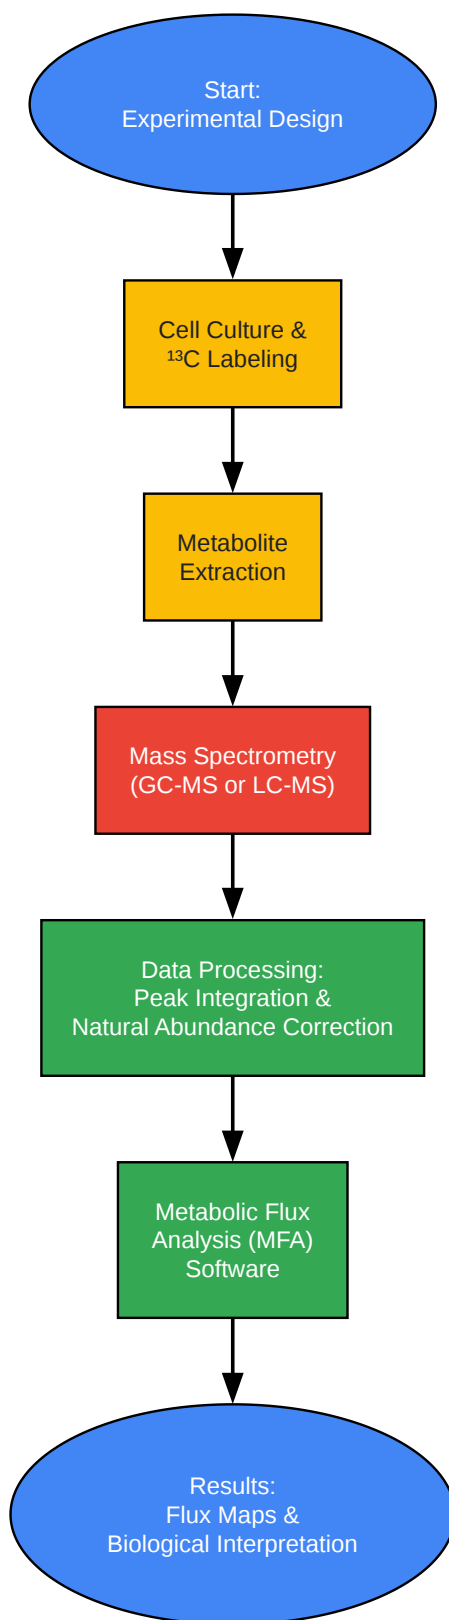 Start:
Experimental Design
Cell Culture &
¹³C Labeling
Metabolite
Extraction
Mass Spectrometry
(GC-MS or LC-MS)
Data Processing:
Peak Integration &
Natural Abundance Correction
Metabolic Flux
Analysis (MFA)
Software
Results:
Flux Maps &
Biological Interpretation